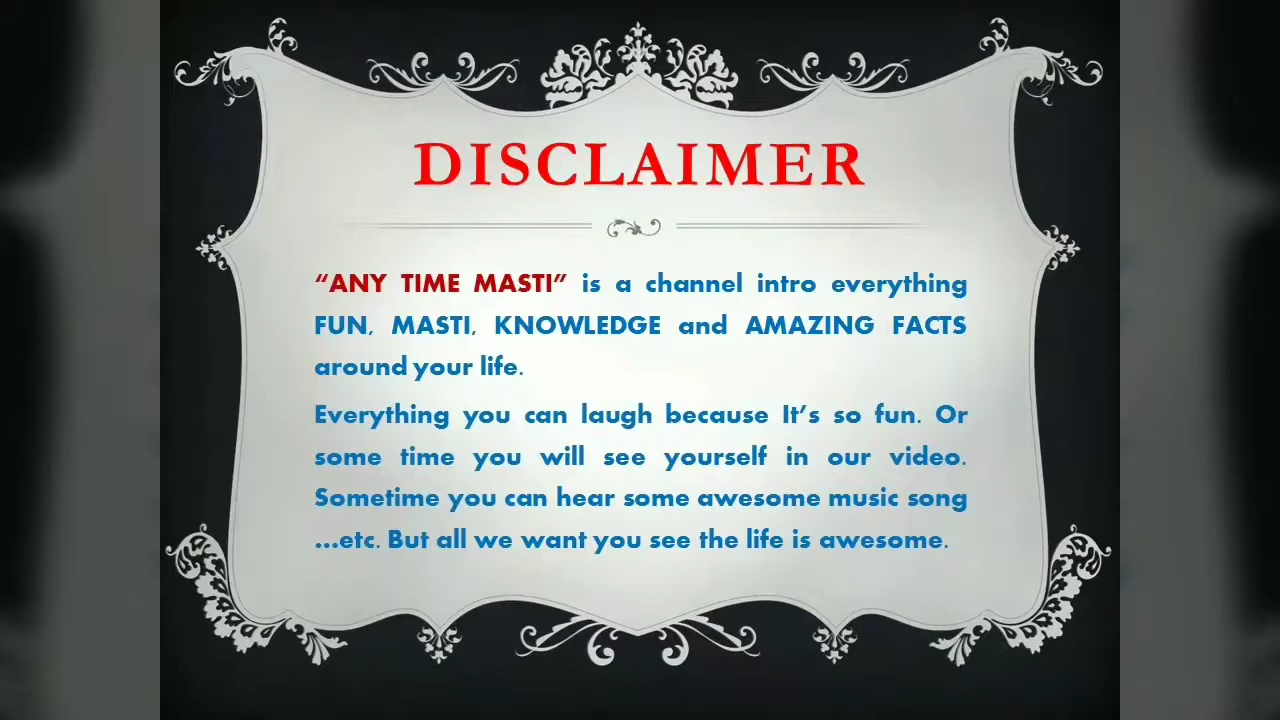 DISCLAIMER
“ANY TIME MASTI” is a channel intro everything
FUN, MASTI, KNOWLEDGE and AMAZING FACTS
around your life.
Everything you can laugh because It’s so fun. Or
some time you will see yourself in our video.
Sometime you can hear some awesome music song
...etc. But all we want you see the life is awesome.